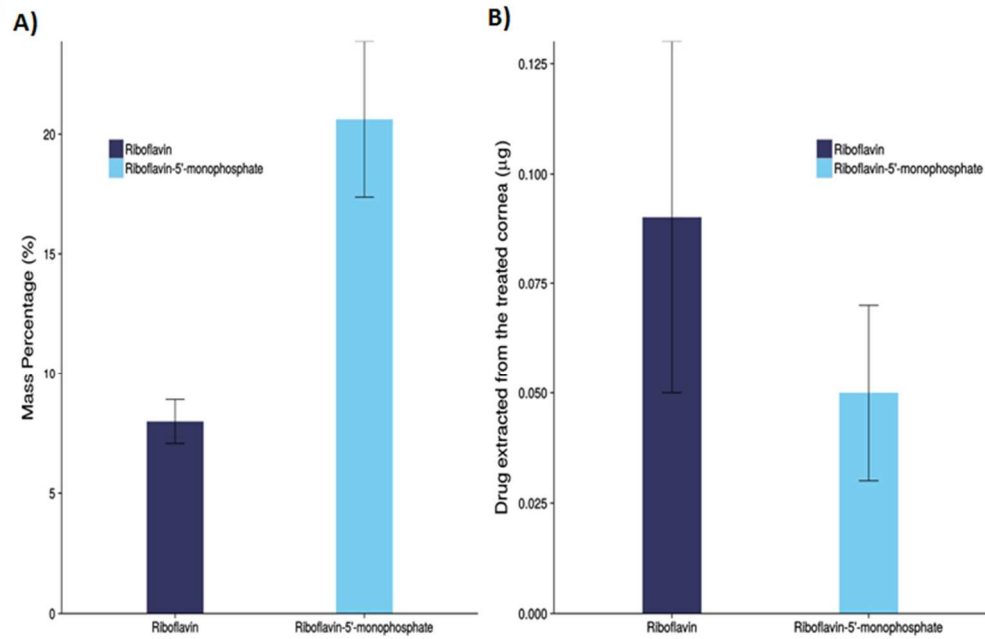 A)
Mass Percentage (%)
20
15
10
5
0
Riboflavin
Riboflavin-5'-monophosphate
Riboflavin
Riboflavin-5'-monophosphate
B)
Drug extracted from the treated cornea (µg)
0.125
0.100
0.075
0.050
0.025
0.000
Riboflavin
Riboflavin-5'-monophosphate
Riboflavin
Riboflavin-5'-monophosphate